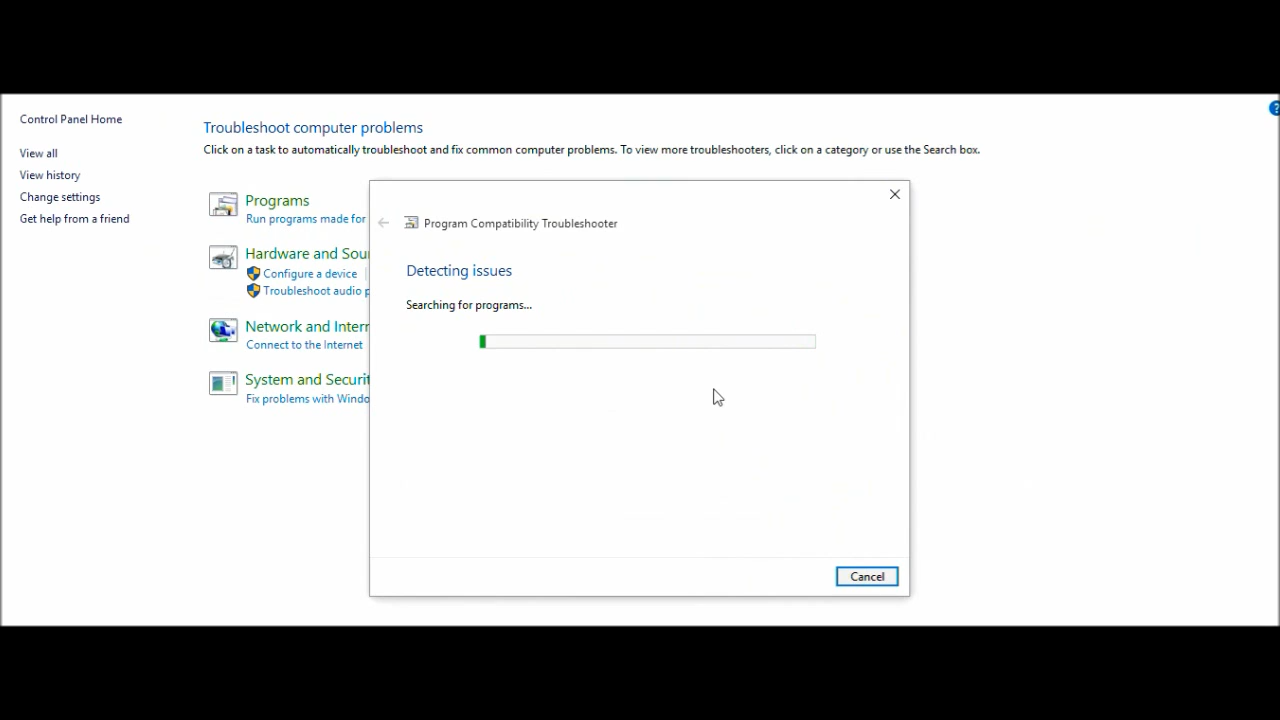 Control Panel Home
View all
View history
Change settings
Get help from a friend
Troubleshoot computer problems
Click on a task to automatically troubleshoot and fix common computer problems. To view more troubleshooters, click on a category or use the Search box.
Programs
Run programs made for
Hardware and Sou
Configure a device
Troubleshoot audio p
Network and Intern
Connect to the Internet
System and Securit
Fix problems with Windo
Program Compatibility Troubleshooter
Detecting issues
Searching for programs...
Cancel
?